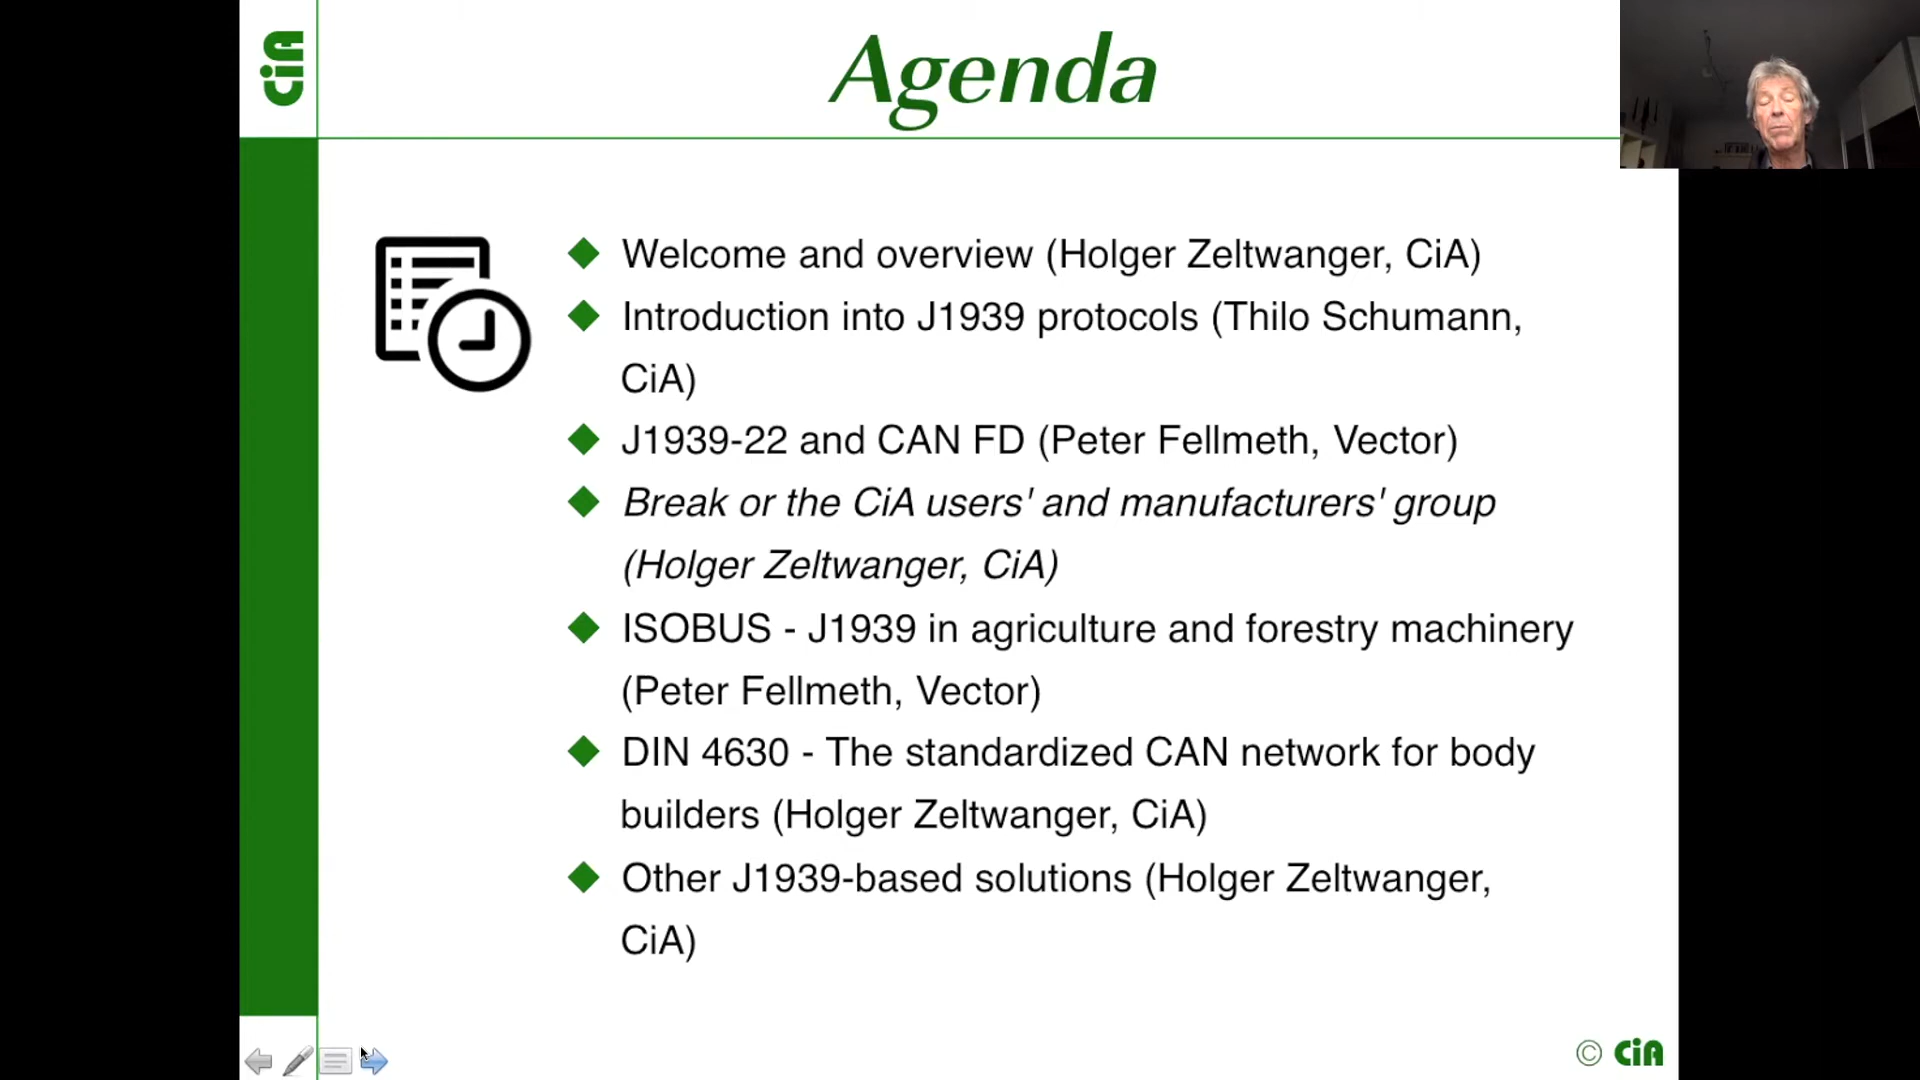 CiA
Agenda
Welcome and overview (Holger Zeltwanger, CiA)
Introduction into J1939 protocols (Thilo Schumann,
CiA)
J1939-22 and CAN FD (Peter Fellmeth, Vector)
Break or the CiA users' and manufacturers' group
(Holger Zeltwanger, CiA)
ISOBUS - J1939 in agriculture and forestry machinery
(Peter Fellmeth, Vector)
DIN 4630 - The standardized CAN network for body
builders (Holger Zeltwanger, CiA)
Other J1939-based solutions (Holger Zeltwanger,
CiA)
© CiA